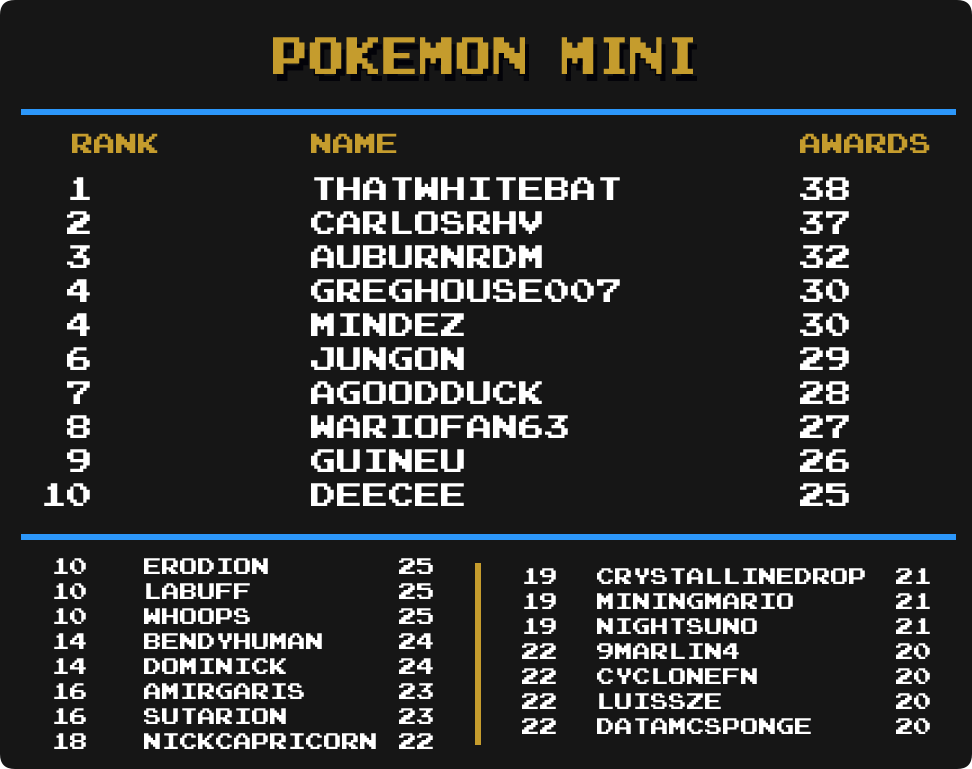 POKEMON MINI
RANK NAME AWARDS
1 THATWHITEBAT 38
2 CARLOSRHV 37
3 AUBURNRDM 32
4 GREGHOUSE007 30
4 MINDEZ 30
6 JUNGON 29
7 AGOODDUCK 28
8 WARIOFAN63 27
9 GUINEU 26
10 DEECEE 25
10 ERODION 25
10 LABUFF 25
10 WHOOPS 25
14 BENDYHUMAN 24
14 DOMINICK 24
16 AMIRGARIS 23
16 SUTARION 23
18 NICKCAPRICORN 22
19 CRYSTALLINEDROP 21
19 MININGMARIO 21
19 NIGHTSUNO 21
22 9MARLIN4 20
22 CYCLONEFN 20
22 LUISSZE 20
22 DATAMCSPONGE 20